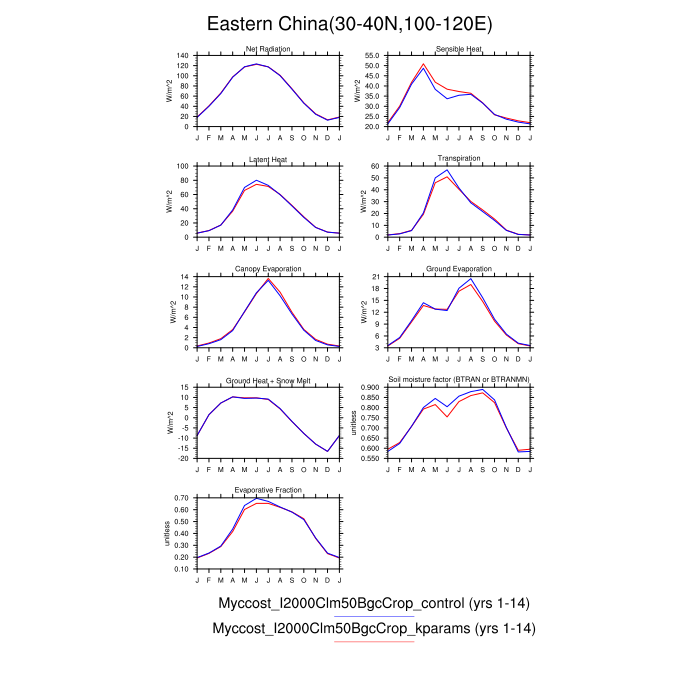 Eastern China(30-40N,100-120E)
Net Radiation
Sensible Heat
W/m^2
140
120
100
80
60
40
20
0
J F M A M J J A S O N D J
W/m^2
55.0
50.0
45.0
40.0
35.0
30.0
25.0
20.0
J F M A M J J A S O N D J
Latent Heat
Transpiration
W/m^2
100
80
60
40
20
0
J F M A M J J A S O N D J
W/m^2
60
50
40
30
20
10
0
J F M A M J J A S O N D J
Canopy Evaporation
Ground Evaporation
W/m^2
14
12
10
8
6
4
2
0
J F M A M J J A S O N D J
W/m^2
21
18
15
12
9
6
3
J F M A M J J A S O N D J
Ground Heat + Snow Melt
Soil moisture factor (BTRAN or BTRANMN)
W/m^2
15
10
5
0
-5
-10
-15
-20
J F M A M J J A S O N D J
unitless
0.900
0.850
0.800
0.750
0.700
0.650
0.600
0.550
J F M A M J J A S O N D J
Evaporative Fraction
unitless
0.70
0.60
0.50
0.40
0.30
0.20
0.10
J F M A M J J A S O N D J
Myccost_I2000Clm50BgcCrop_control (yrs 1-14)
Myccost_I2000Clm50BgcCrop_kparams (yrs 1-14)